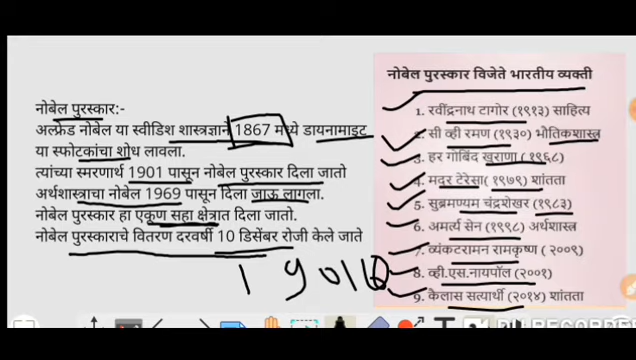 नोबेल पुरस्कार:-
अल्फ्रेड नोबेल या स्वीडिश शास्त्रज्ञाने 1867 मध्ये डायनामाइट
या स्फोटकांचा शोध लावला.
त्यांच्या स्मरणार्थ 1901 पासून नोबेल पुरस्कार दिला जातो
अर्थशास्त्राचा नोबेल 1969 पासून दिला जाऊ लागला.
नोबेल पुरस्कार हा एकुण सहा क्षेत्रात दिला जातो.
नोबेल पुरस्काराचे वितरण दरवर्षी 10 डिसेंबर रोजी केले जाते
नोबेल पुरस्कार विजेते भारतीय व्यक्ती
1. रवींद्रनाथ टागोर (१९१३) साहित्य
2. सी व्ही रमण (१९३०) भौतिकशास्त्र
3. हर गोबिंद खुराणा (१९६८)
4. मदर टेरेसा( १९७९) शांतता
5. सुब्रमण्यम चंद्रशेखर (१९८३)
6. अमर्त्य सेन (१९९८) अर्थशास्त्र
7. व्यंकटरामन रामकृष्ण (२००९)
8. व्ही.एस.नायपॉल (२००१)
9. कैलास सत्यार्थी (२०१४) शांतता